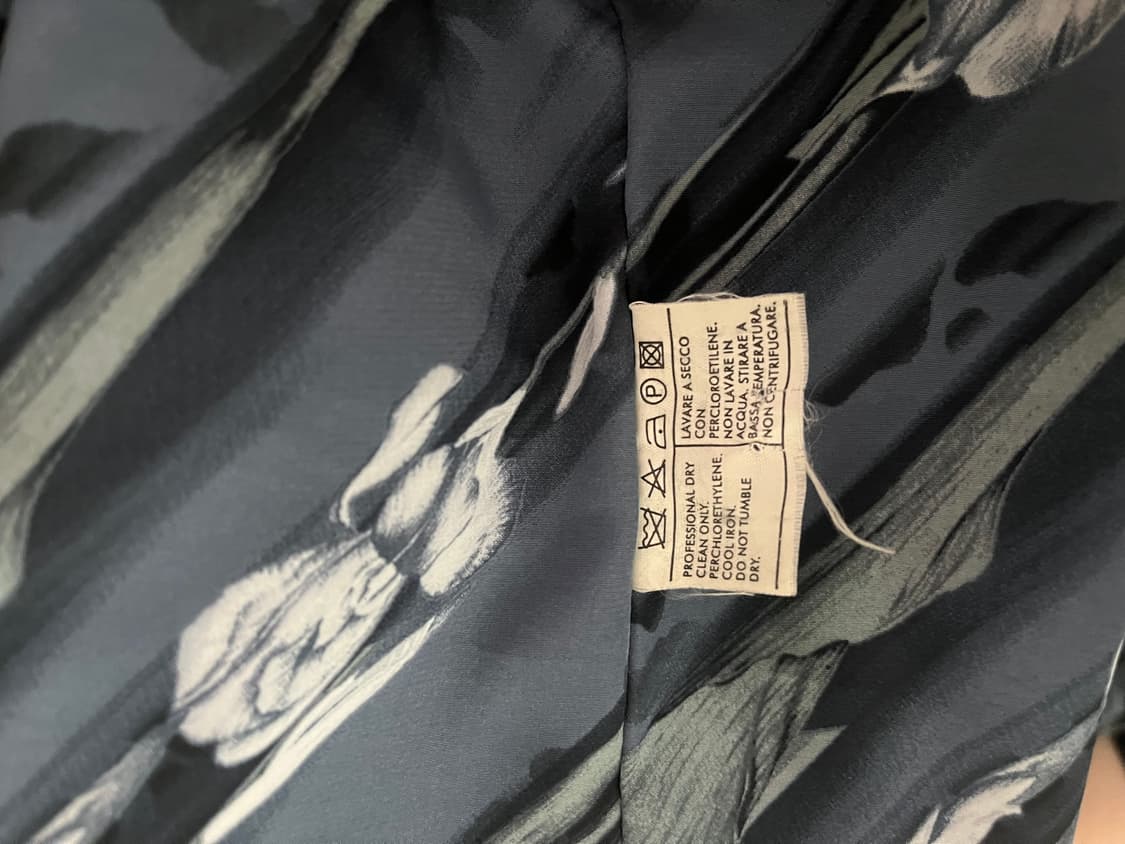 P
PROFESSIONAL DRY
CLEAN ONLY.
PERCHLORETHYLENE.
COOL IRON.
DO NOT TUMBLE
DRY.
LAVARE A SECCO
CON
PERCLOROETILENE.
NON LAVARE IN
ACQUA. STIRARE A
BASSA TEMPERATURA.
NON CENTRIFUGARE.